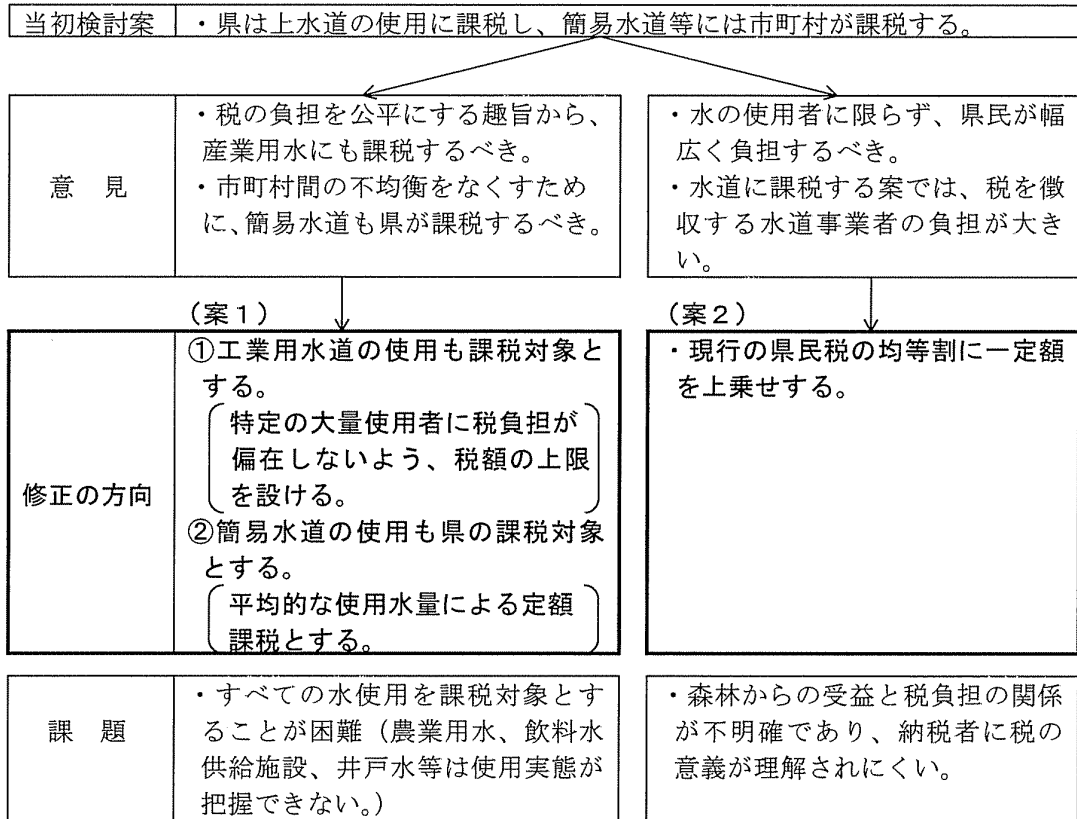 当初検討案
・県は上水道の使用に課税し、簡易水道等には市町村が課税する。
意　見
・税の負担を公平にする趣旨から、
産業用水にも課税するべき。
・市町村間の不均衡をなくすため
に、簡易水道も県が課税するべき。
・水の使用者に限らず、県民が幅
広く負担するべき。
・水道に課税する案では、税を徴
収する水道事業者の負担が大き
い。
（案１）
（案２）
修正の方向
①工業用水道の使用も課税対象と
する。
特定の大量使用者に税負担が
偏在しないよう、税額の上限
を設ける。
②簡易水道の使用も県の課税対象
とする。
平均的な使用水量による定額
課税とする。
・現行の県民税の均等割に一定額
を上乗せする。
課　題
・すべての水使用を課税対象とす
ることが困難（農業用水、飲料水
供給施設、井戸水等は使用実態が
把握できない。）
・森林からの受益と税負担の関係
が不明確であり、納税者に税の
意義が理解されにくい。